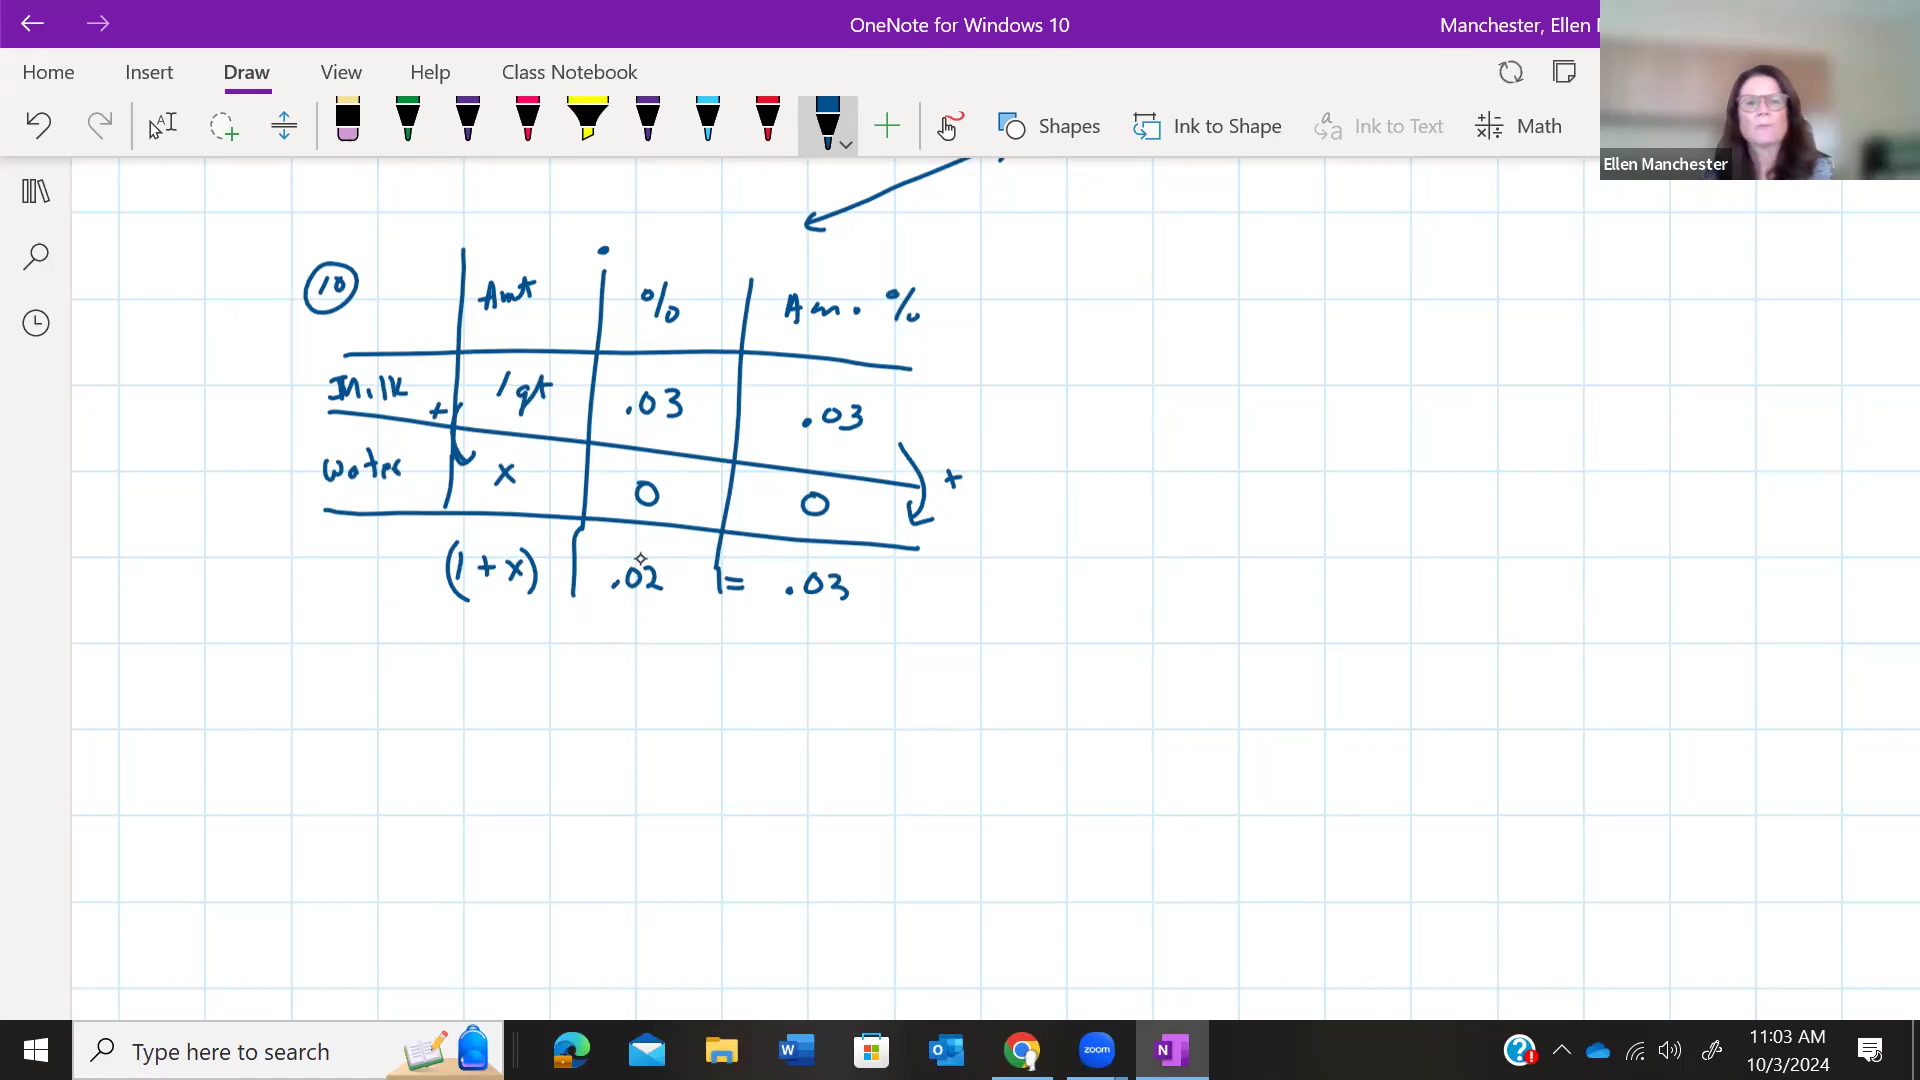 OneNote for Windows 10
Manchester, Ellen
Home Insert Draw View Help Class Notebook
Shapes Ink to Shape Ink to Text Math
Ellen Manchester
10 Amt % Am. %
Milk 1 qt .03 .03
+
water x 0 0 +
(1 + x) .02 = .03
Type here to search
zoom
11:03 AM
10/3/2024